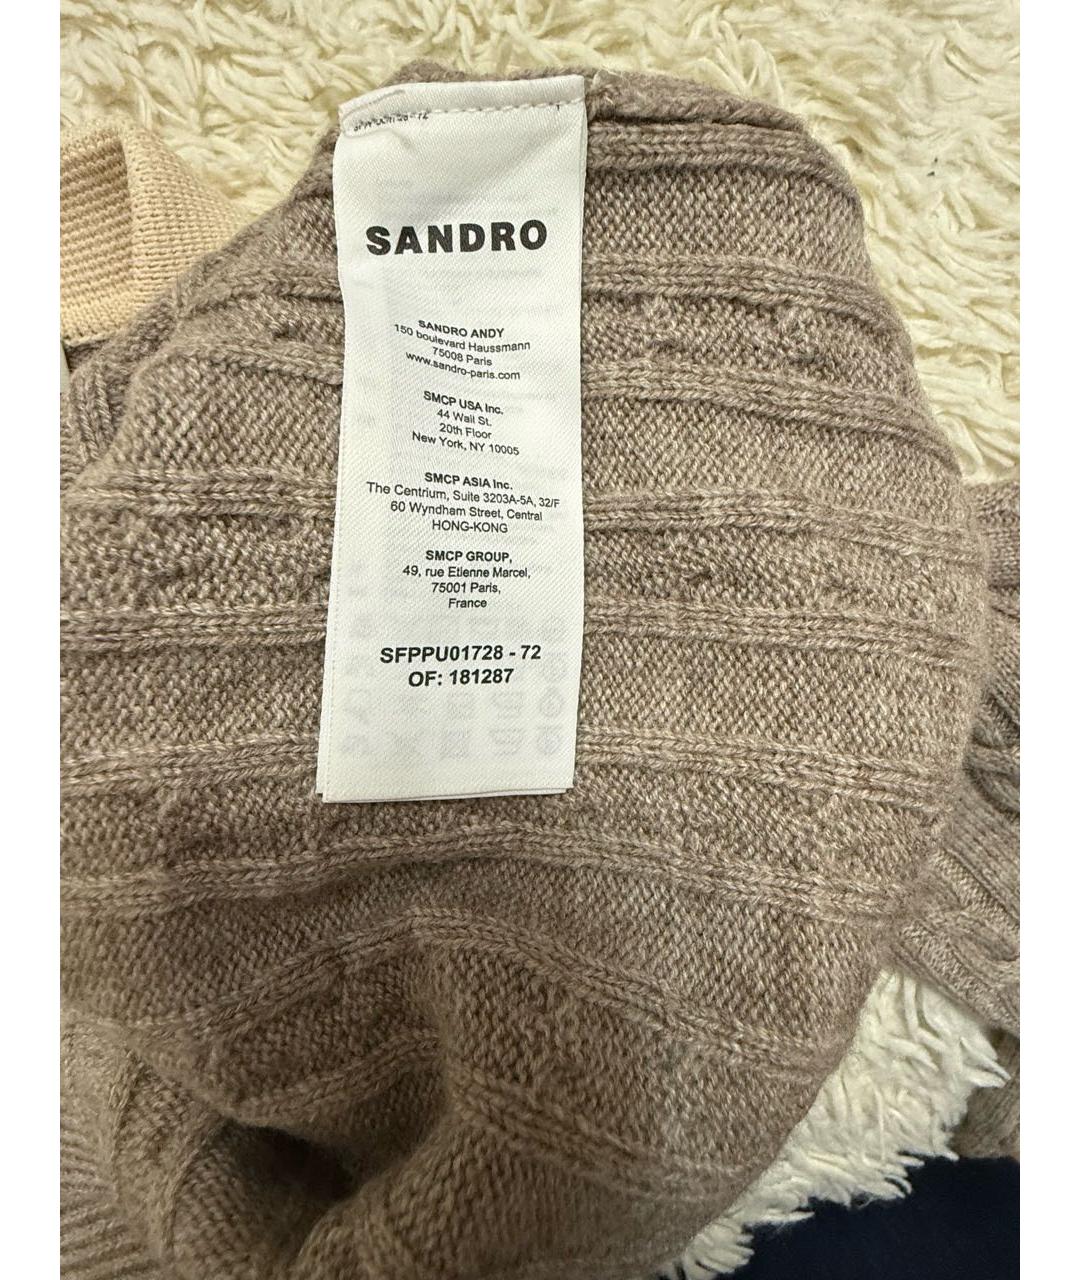 SANDRO
SANDRO ANDY
150 boulevard Haussmann
75008 Paris
www.sandro-paris.com
SMCP USA Inc.
44 Wall St.
20th Floor
New York, NY 10005
SMCP ASIA Inc.
The Centrium, Suite 3203A-5A, 32/F
60 Wyndham Street, Central
HONG-KONG
SMCP GROUP,
49, rue Etienne Marcel,
75001 Paris,
France
SFPPU01728 - 72
OF: 181287